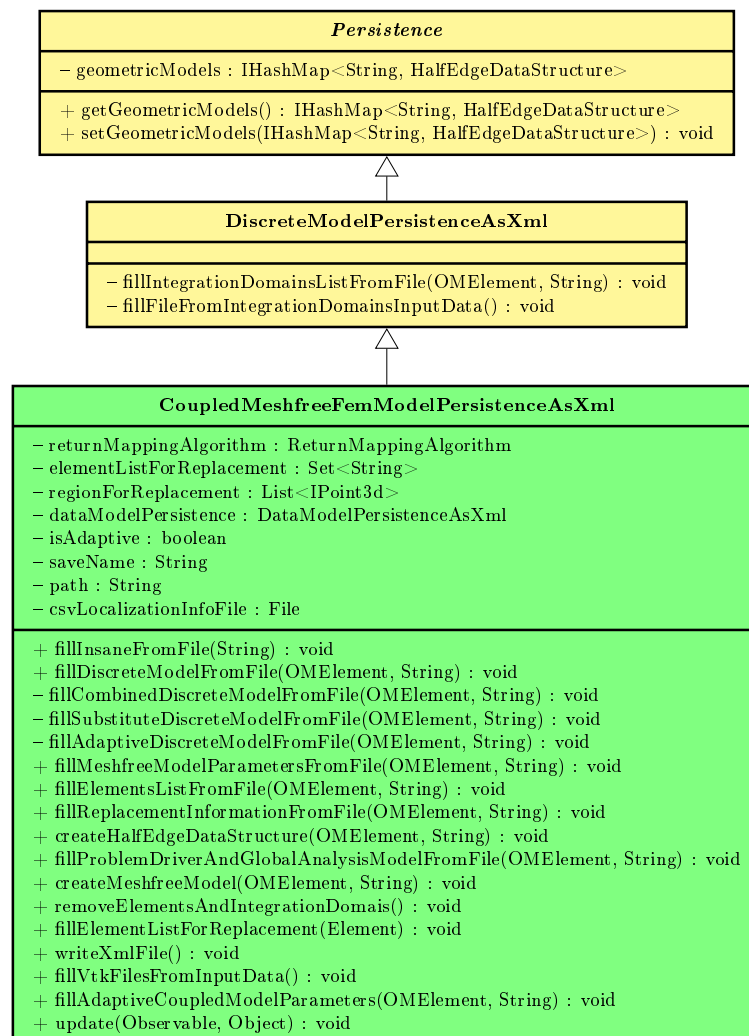 Persistence
– geometricModels : IHashMap<String, HalfEdgeDataStructure>
+ getGeometricModels() : IHashMap<String, HalfEdgeDataStructure>
+ setGeometricModels(IHashMap<String, HalfEdgeDataStructure>) : void
DiscreteModelPersistenceAsXml
– fillIntegrationDomainsListFromFile(OMElement, String) : void
– fillFileFromIntegrationDomainsInputData() : void
CoupledMeshfreeFemModelPersistenceAsXml
– returnMappingAlgorithm : ReturnMappingAlgorithm
– elementListForReplacement : Set<String>
– regionForReplacement : List<IPoint3d>
– dataModelPersistence : DataModelPersistenceAsXml
– isAdaptive : boolean
– saveName : String
– path : String
– csvLocalizationInfoFile : File
+ fillInsaneFromFile(String) : void
+ fillDiscreteModelFromFile(OMElement, String) : void
– fillCombinedDiscreteModelFromFile(OMElement, String) : void
– fillSubstituteDiscreteModelFromFile(OMElement, String) : void
– fillAdaptiveDiscreteModelFromFile(OMElement, String) : void
+ fillMeshfreeModelParametersFromFile(OMElement, String) : void
+ fillElementsListFromFile(OMElement, String) : void
+ fillReplacementInformationFromFile(OMElement, String) : void
+ createHalfEdgeDataStructure(OMElement, String) : void
+ fillProblemDriverAndGlobalAnalysisModelFromFile(OMElement, String) : void
+ createMeshfreeModel(OMElement, String) : void
+ removeElementsAndIntegrationDomais() : void
+ fillElementListForReplacement(Element) : void
+ writeXmlFile() : void
+ fillVtkFilesFromInputData() : void
+ fillAdaptiveCoupledModelParameters(OMElement, String) : void
+ update(Observable, Object) : void